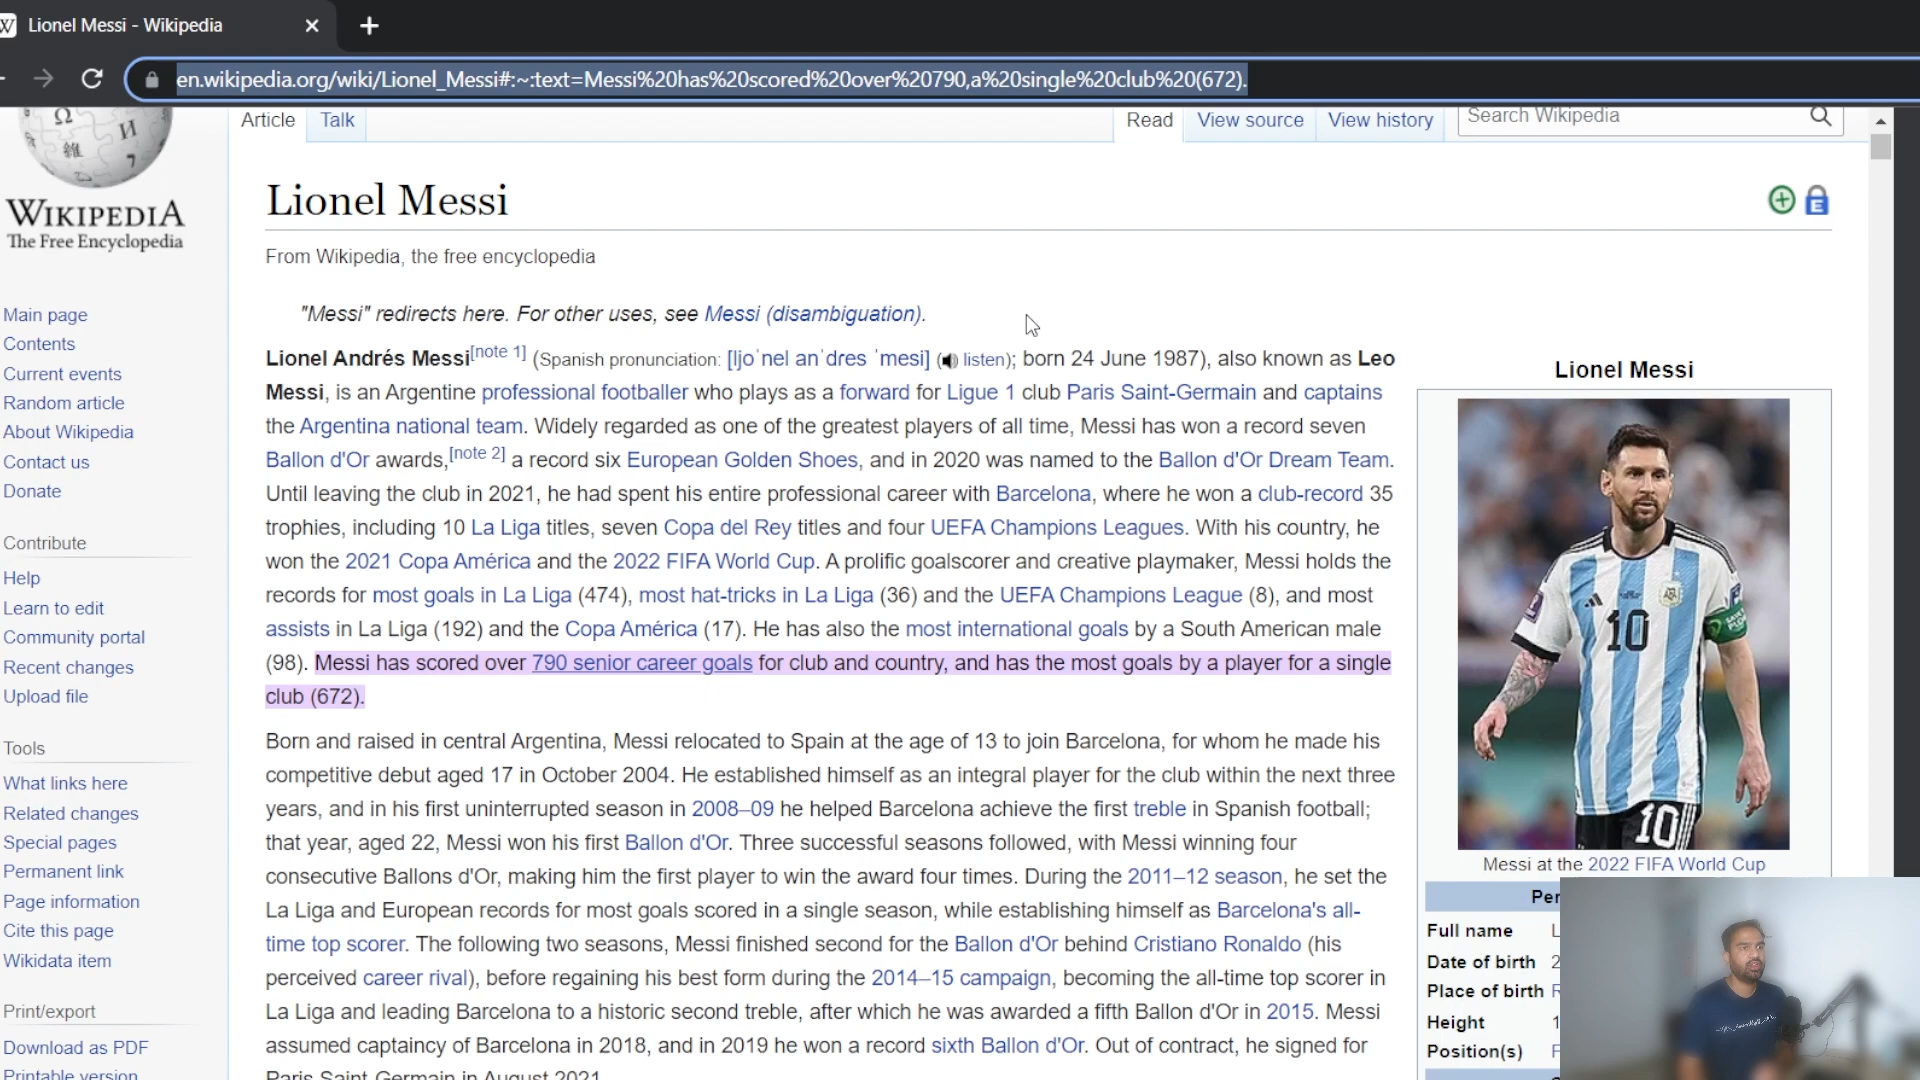 Lionel Messi - Wikipedia
en.wikipedia.org/wiki/Lionel_Messi#:~:text=Messi%20has%20scored%20over%20790,a%20single%20club%20(672).
Article Talk Read View source View history Search Wikipedia
WIKIPEDIA
The Free Encyclopedia
Main page
Contents
Current events
Random article
About Wikipedia
Contact us
Donate
Contribute
Help
Learn to edit
Community portal
Recent changes
Upload file
Tools
What links here
Related changes
Special pages
Permanent link
Page information
Cite this page
Wikidata item
Print/export
Download as PDF
Printable version
Lionel Messi
From Wikipedia, the free encyclopedia
"Messi" redirects here. For other uses, see Messi (disambiguation).
Lionel Andrés Messi[note 1] (Spanish pronunciation: [ljoˈnel anˈdɾes ˈmesi] (listen); born 24 June 1987), also known as Leo
Messi, is an Argentine professional footballer who plays as a forward for Ligue 1 club Paris Saint-Germain and captains
the Argentina national team. Widely regarded as one of the greatest players of all time, Messi has won a record seven
Ballon d'Or awards,[note 2] a record six European Golden Shoes, and in 2020 was named to the Ballon d'Or Dream Team.
Until leaving the club in 2021, he had spent his entire professional career with Barcelona, where he won a club-record 35
trophies, including 10 La Liga titles, seven Copa del Rey titles and four UEFA Champions Leagues. With his country, he
won the 2021 Copa América and the 2022 FIFA World Cup. A prolific goalscorer and creative playmaker, Messi holds the
records for most goals in La Liga (474), most hat-tricks in La Liga (36) and the UEFA Champions League (8), and most
assists in La Liga (192) and the Copa América (17). He has also the most international goals by a South American male
(98). Messi has scored over 790 senior career goals for club and country, and has the most goals by a player for a single
club (672).
Born and raised in central Argentina, Messi relocated to Spain at the age of 13 to join Barcelona, for whom he made his
competitive debut aged 17 in October 2004. He established himself as an integral player for the club within the next three
years, and in his first uninterrupted season in 2008–09 he helped Barcelona achieve the first treble in Spanish football;
that year, aged 22, Messi won his first Ballon d'Or. Three successful seasons followed, with Messi winning four
consecutive Ballons d'Or, making him the first player to win the award four times. During the 2011–12 season, he set the
La Liga and European records for most goals scored in a single season, while establishing himself as Barcelona's all-
time top scorer. The following two seasons, Messi finished second for the Ballon d'Or behind Cristiano Ronaldo (his
perceived career rival), before regaining his best form during the 2014–15 campaign, becoming the all-time top scorer in
La Liga and leading Barcelona to a historic second treble, after which he was awarded a fifth Ballon d'Or in 2015. Messi
assumed captaincy of Barcelona in 2018, and in 2019 he won a record sixth Ballon d'Or. Out of contract, he signed for
Paris Saint-Germain in August 2021
Lionel Messi
10
10
Messi at the 2022 FIFA World Cup
Per
Full name L
Date of birth 2
Place of birth R
Height 1
Position(s) F